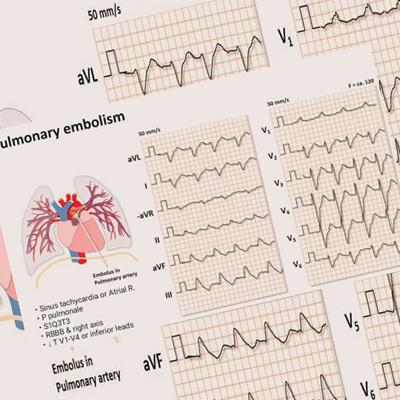 50 mm/s
aVL
V1
ulmonary embolism
50 mm/s
50 mm/s
F = ca. 120
aVL
I
-aVR
II
aVF
III
V1
V2
V3
V4
V5
V6
Embolus in
Pulmonary artery
• Sinus tachycardia or Atrial R.
• P pulmonale
• S1Q3T3
• RBBB & right axis
• ↓ T V1-V4 or inferior leads
Embolus in
Pulmonary artery
aVF
V5
V6